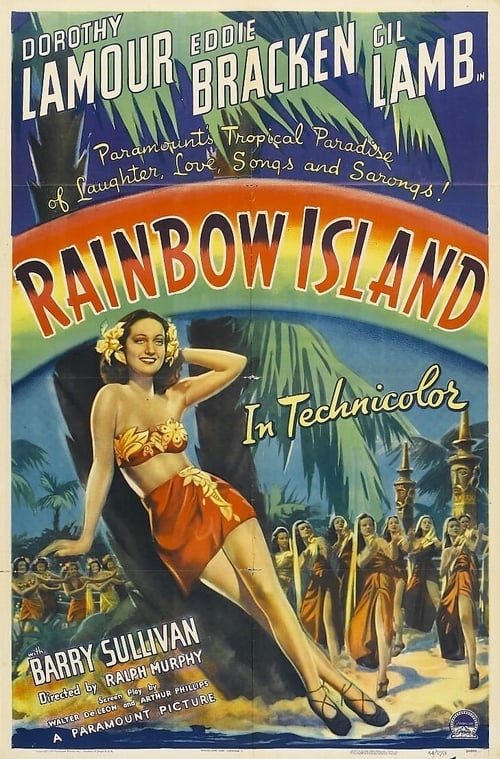 DOROTHY LAMOUR EDDIE BRACKEN GIL LAMB IN
Paramount's Tropical Paradise
of Laughter, Love, Songs and Sarongs!
RAINBOW ISLAND
In Technicolor
with
BARRY SULLIVAN
Directed by RALPH MURPHY
Screen Play by
WALTER DeLEON and ARTHUR PHILLIPS
A PARAMOUNT PICTURE